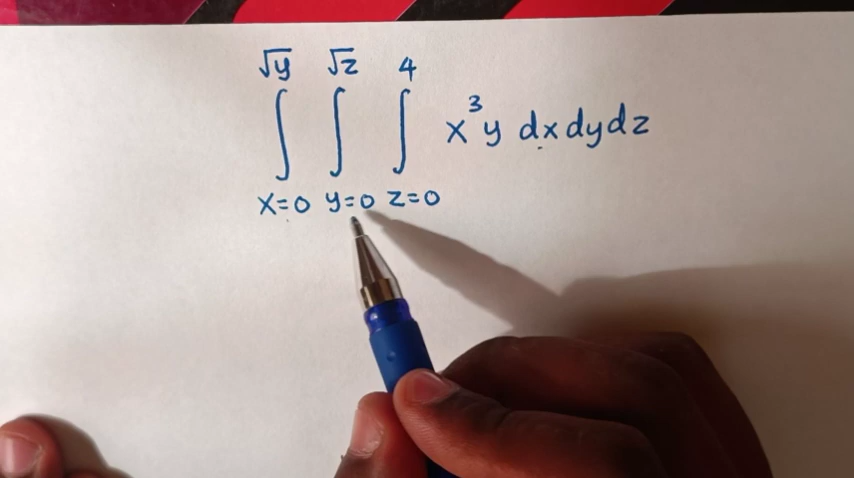 ∫_{x=0}^{√y} ∫_{y=0}^{√z} ∫_{z=0}^{4} x³y dx dy dz